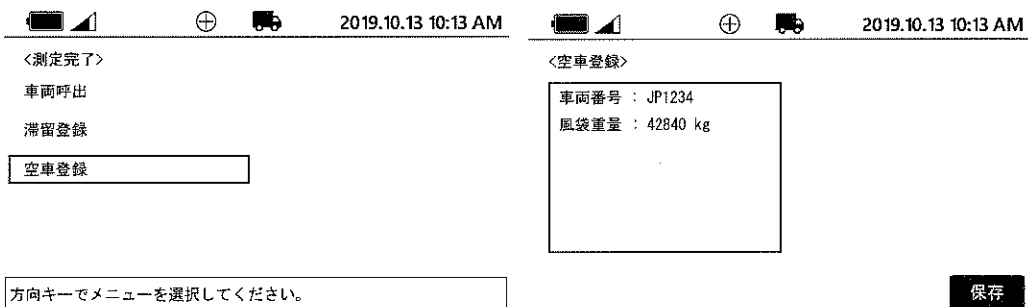 2019.10.13 10:13 AM
<測定完了>
車両呼出
滞留登録
空車登録
方向キーでメニューを選択してください。
2019.10.13 10:13 AM
<空車登録>
車両番号 : JP1234
風袋重量 : 42840 kg
保存